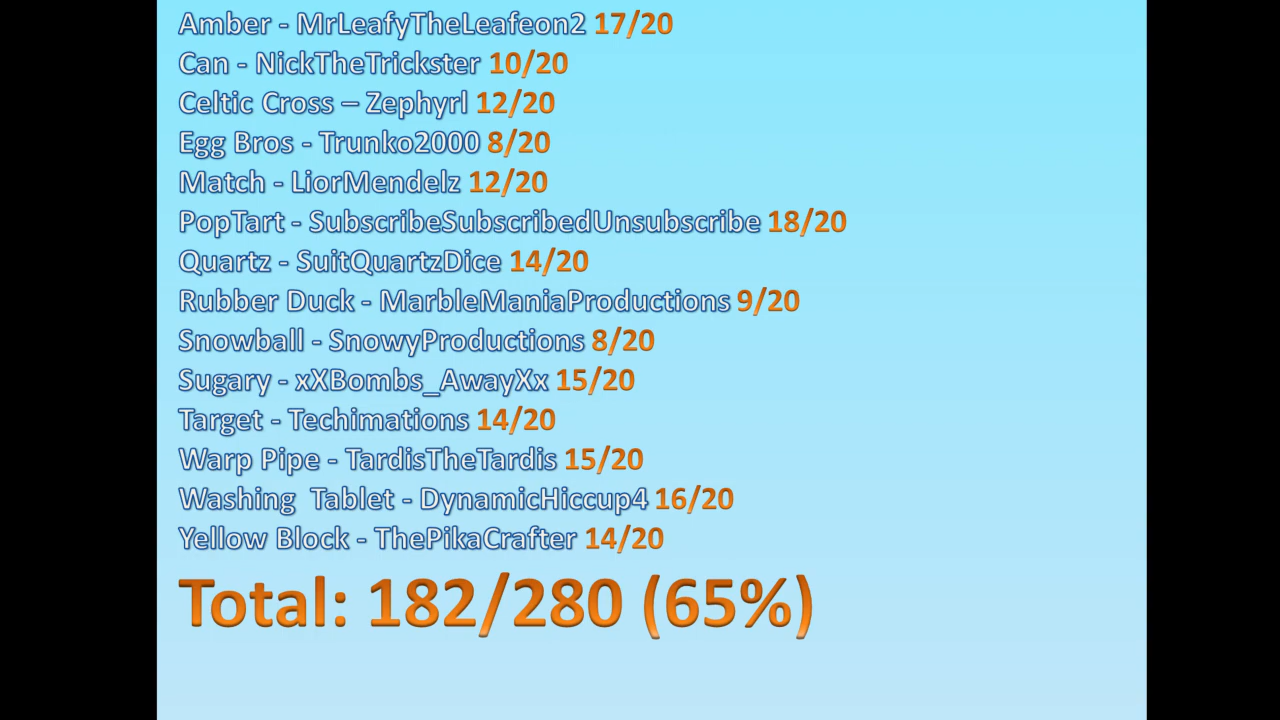 Amber - MrLeafyTheLeafeon2 17/20
Can - NickTheTrickster 10/20
Celtic Cross – Zephyrl 12/20
Egg Bros - Trunko2000 8/20
Match - LiorMendelz 12/20
PopTart - SubscribeSubscribedUnsubscribe 18/20
Quartz - SuitQuartzDice 14/20
Rubber Duck - MarbleManiaProductions 9/20
Snowball - SnowyProductions 8/20
Sugary - xXBombs_AwayXx 15/20
Target - Techimations 14/20
Warp Pipe - TardisTheTardis 15/20
Washing  Tablet - DynamicHiccup4 16/20
Yellow Block - ThePikaCrafter 14/20
Total: 182/280 (65%)